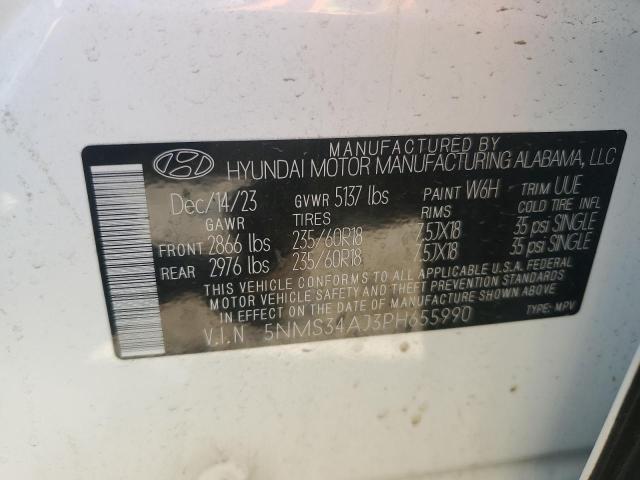 MANUFACTURED BY
HYUNDAI MOTOR MANUFACTURING ALABAMA, LLC
Dec/14/23 GVWR 5137 lbs PAINT W6H TRIM UUE
GAWR TIRES RIMS COLD TIRE INFL
FRONT 2866 lbs 235/60R18 7.5JX18 35 psi SINGLE
REAR 2976 lbs 235/60R18 7.5JX18 35 psi SINGLE
THIS VEHICLE CONFORMS TO ALL APPLICABLE U.S.A. FEDERAL
MOTOR VEHICLE SAFETY AND THEFT PREVENTION STANDARDS
IN EFFECT ON THE DATE OF MANUFACTURE SHOWN ABOVE
V.I.N. 5NMS34AJ3PH655990 TYPE: MPV